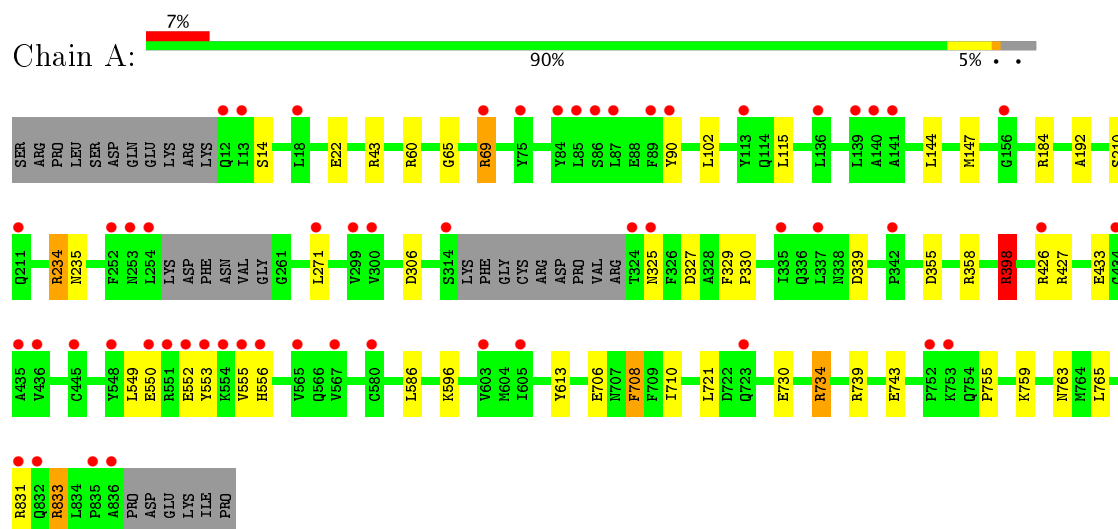 7%
Chain A:
90% 5% • •
SER ARG PRO LEU SER ASP GLN GLU LYS ARG LYS Q12 I13 S14 L18 E22 R43 R60 G65 R69 Y75 Y84 L85 S86 L87 E88 F89 Y90 L102 Y113 Q114 L115 L136 L139 A140 A141 L144 M147 G156 R184 A192 S210
Q211 R234 N235 F252 N253 L254 LYS ASP PHE ASN VAL GLY G261 L271 V299 V300 D306 S314 LYS PHE GLY CYS ARG ASP PRO VAL ARG T324 N325 F326 D327 A328 F329 P330 I335 Q336 L337 N338 D339 P342 D355 R358 R398 R426 R427 E433 G434
A435 V436 C445 Y548 L549 E550 R551 E552 Y553 K554 V555 H556 V565 Q566 V567 C580 L586 K596 V603 M604 I605 Y613 E706 N707 F708 F709 I710 L721 D722 Q723 E730 R734 R739 E743 P752 K753 Q754 P755 K759 N763 M764 L765
R831 Q832 R833 L834 P835 A836 PRO ASP GLU LYS ILE PRO